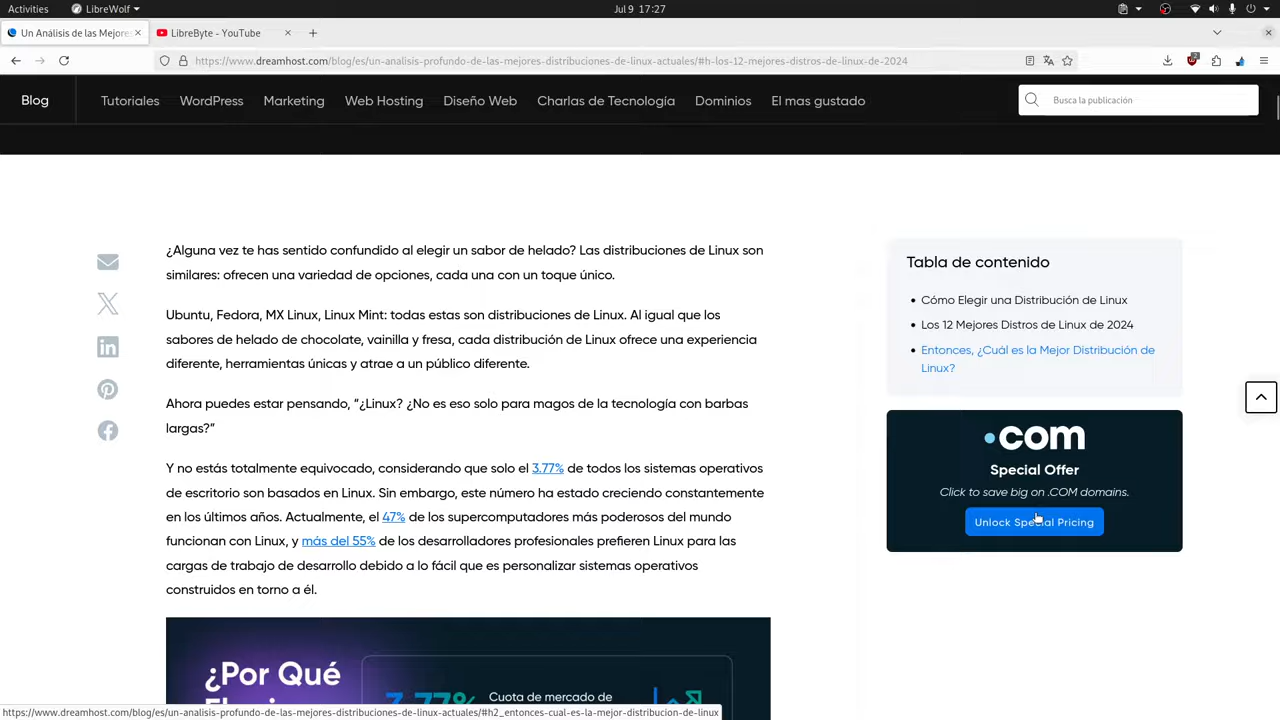 Activities
LibreWolf
Jul 9 17:27
Un Análisis de las Mejore
LibreByte - YouTube
https://www.dreamhost.com/blog/es/un-analisis-profundo-de-las-mejores-distribuciones-de-linux-actuales/#h-los-12-mejores-distros-de-linux-de-2024
Blog
Tutoriales
WordPress
Marketing
Web Hosting
Diseño Web
Charlas de Tecnología
Dominios
El mas gustado
Busca la publicación
¿Alguna vez te has sentido confundido al elegir un sabor de helado? Las distribuciones de Linux son
similares: ofrecen una variedad de opciones, cada una con un toque único.
Ubuntu, Fedora, MX Linux, Linux Mint: todas estas son distribuciones de Linux. Al igual que los
sabores de helado de chocolate, vainilla y fresa, cada distribución de Linux ofrece una experiencia
diferente, herramientas únicas y atrae a un público diferente.
Ahora puedes estar pensando, “¿Linux? ¿No es eso solo para magos de la tecnología con barbas
largas?”
Y no estás totalmente equivocado, considerando que solo el 3.77% de todos los sistemas operativos
de escritorio son basados en Linux. Sin embargo, este número ha estado creciendo constantemente
en los últimos años. Actualmente, el 47% de los supercomputadores más poderosos del mundo
funcionan con Linux, y más del 55% de los desarrolladores profesionales prefieren Linux para las
cargas de trabajo de desarrollo debido a lo fácil que es personalizar sistemas operativos
construidos en torno a él.
¿Por Qué
3.77%
Cuota de mercado de
Tabla de contenido
Cómo Elegir una Distribución de Linux
Los 12 Mejores Distros de Linux de 2024
Entonces, ¿Cuál es la Mejor Distribución de
Linux?
.com
Special Offer
Click to save big on .COM domains.
Unlock Special Pricing
https://www.dreamhost.com/blog/es/un-analisis-profundo-de-las-mejores-distribuciones-de-linux-actuales/#h2_entonces-cual-es-la-mejor-distribucion-de-linux